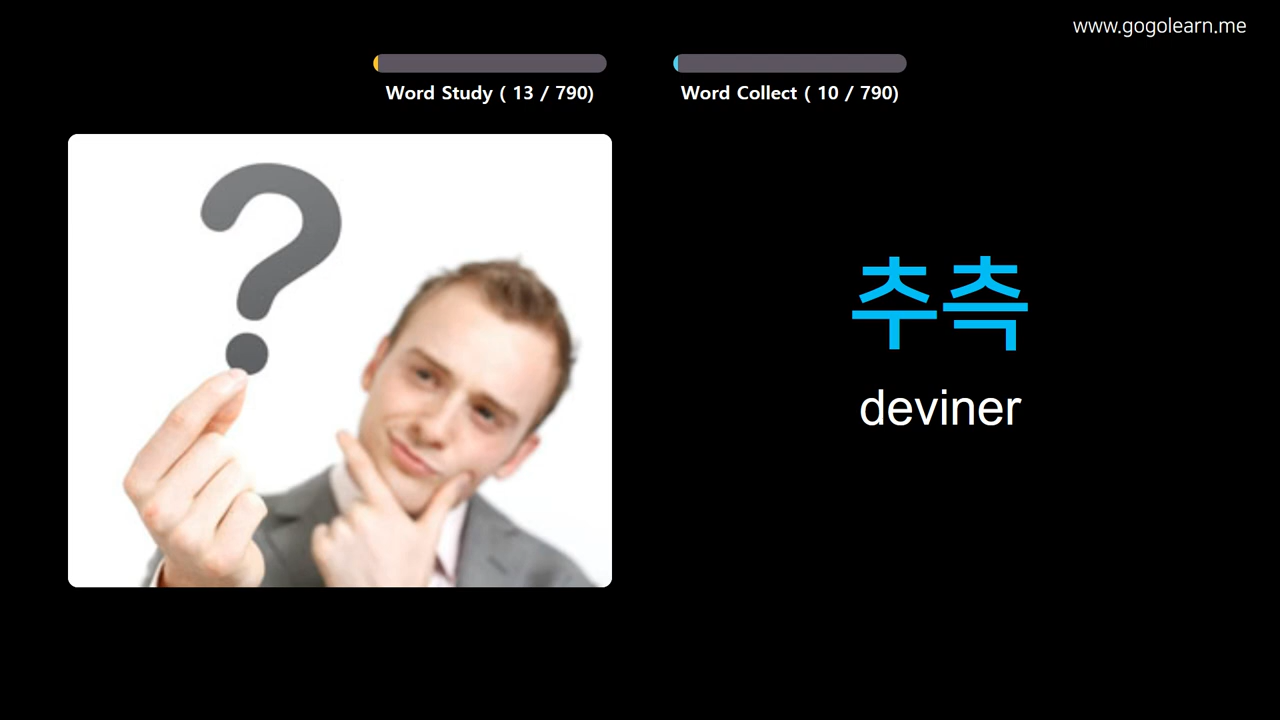 www.gogolearn.me
Word Study ( 13 / 790)
Word Collect ( 10 / 790)
?
추측
deviner